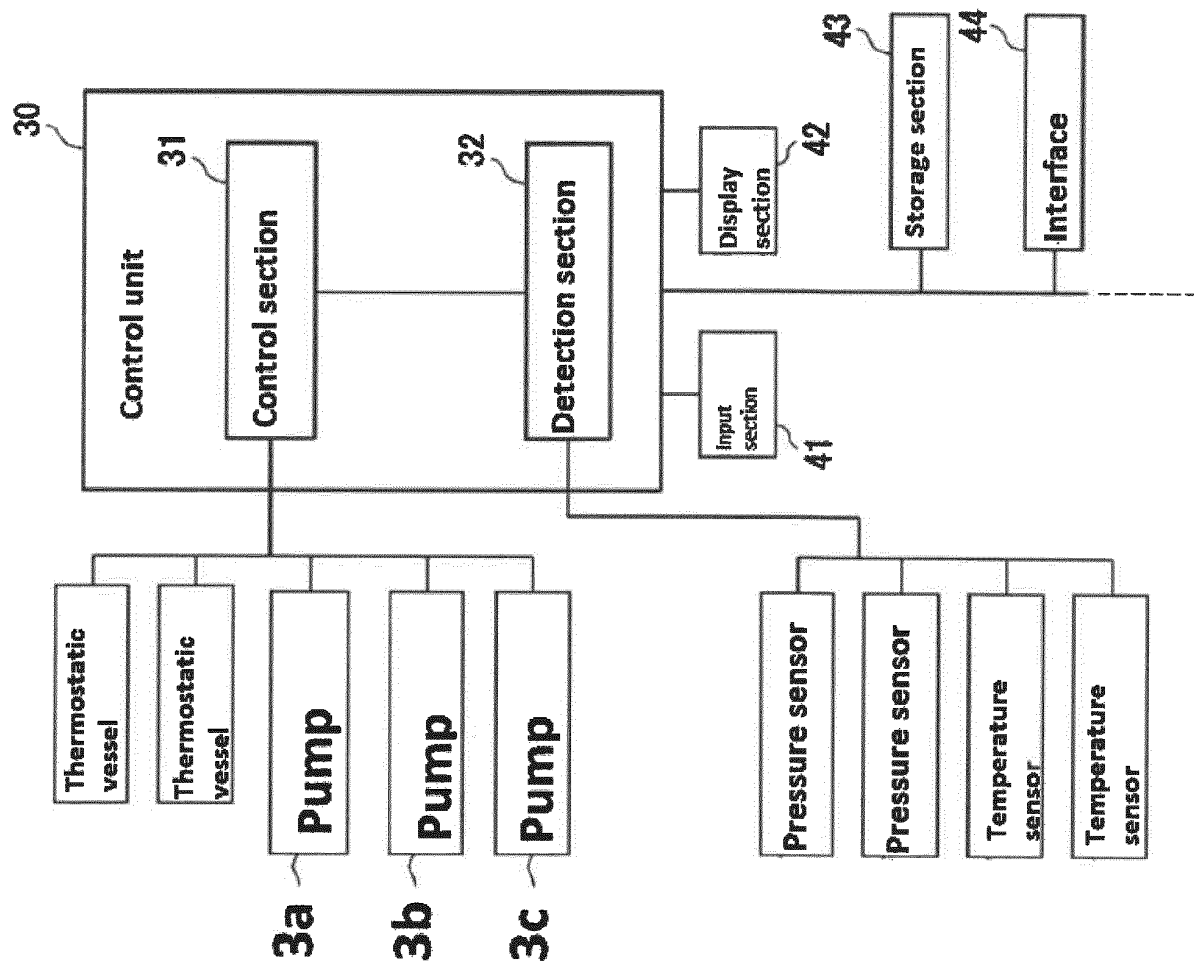 30
Control unit
31
Control section
32
Detection section
Thermostatic
vessel
Thermostatic
vessel
3a
Pump
3b
Pump
3c
Pump
Pressure sensor
Pressure sensor
Temperature
sensor
Temperature
sensor
Input
section
41
Display
section
42
43
Storage section
44
Interface